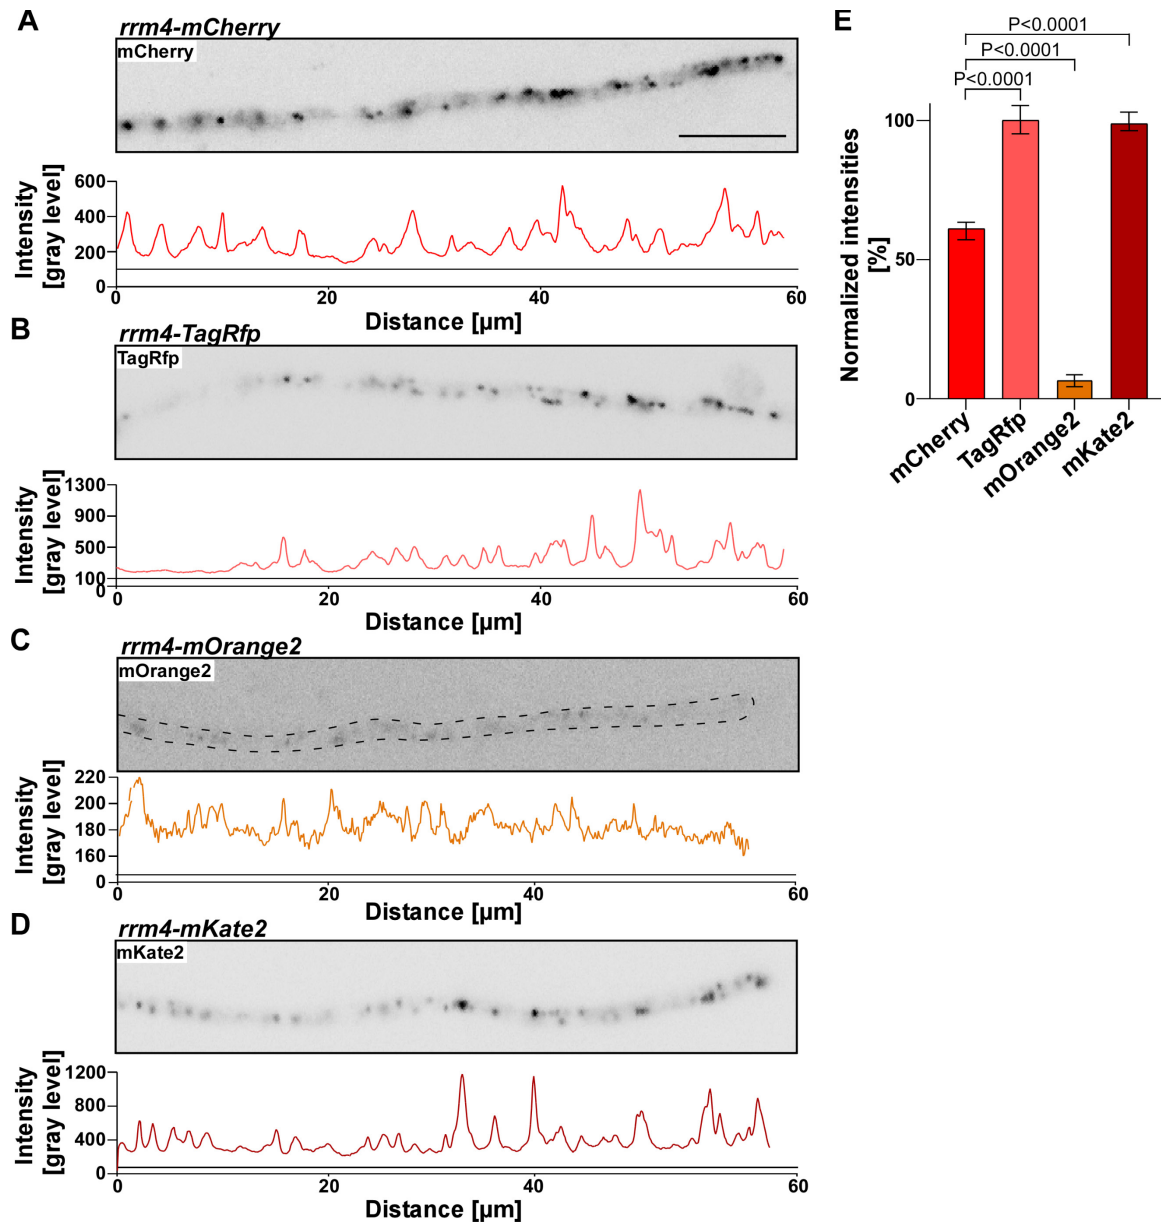 A
rrm4-mCherry
mCherry
Intensity
[gray level]
600
400
200
0
0
20
40
60
Distance [µm]
B
rrm4-TagRfp
TagRfp
Intensity
[gray level]
1300
900
500
100
0
0
20
40
60
Distance [µm]
C
rrm4-mOrange2
mOrange2
Intensity
[gray level]
220
200
180
160
0
0
20
40
60
Distance [µm]
D
rrm4-mKate2
mKate2
Intensity
[gray level]
1200
800
400
0
0
20
40
60
Distance [µm]
E
P<0.0001
P<0.0001
P<0.0001
Normalized intensities
[%]
100
50
0
mCherry
TagRfp
mOrange2
mKate2